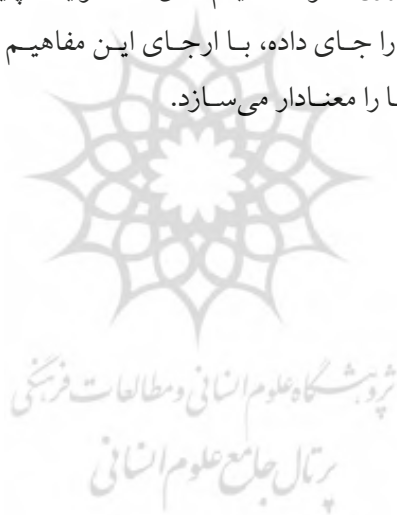 را جای داده، با ارجای این مفاهیم
ا را معنادار می‌سازد.
پژوهشگاه علوم انسانی و مطالعات فرهنگی
پرتال جامع علوم انسانی